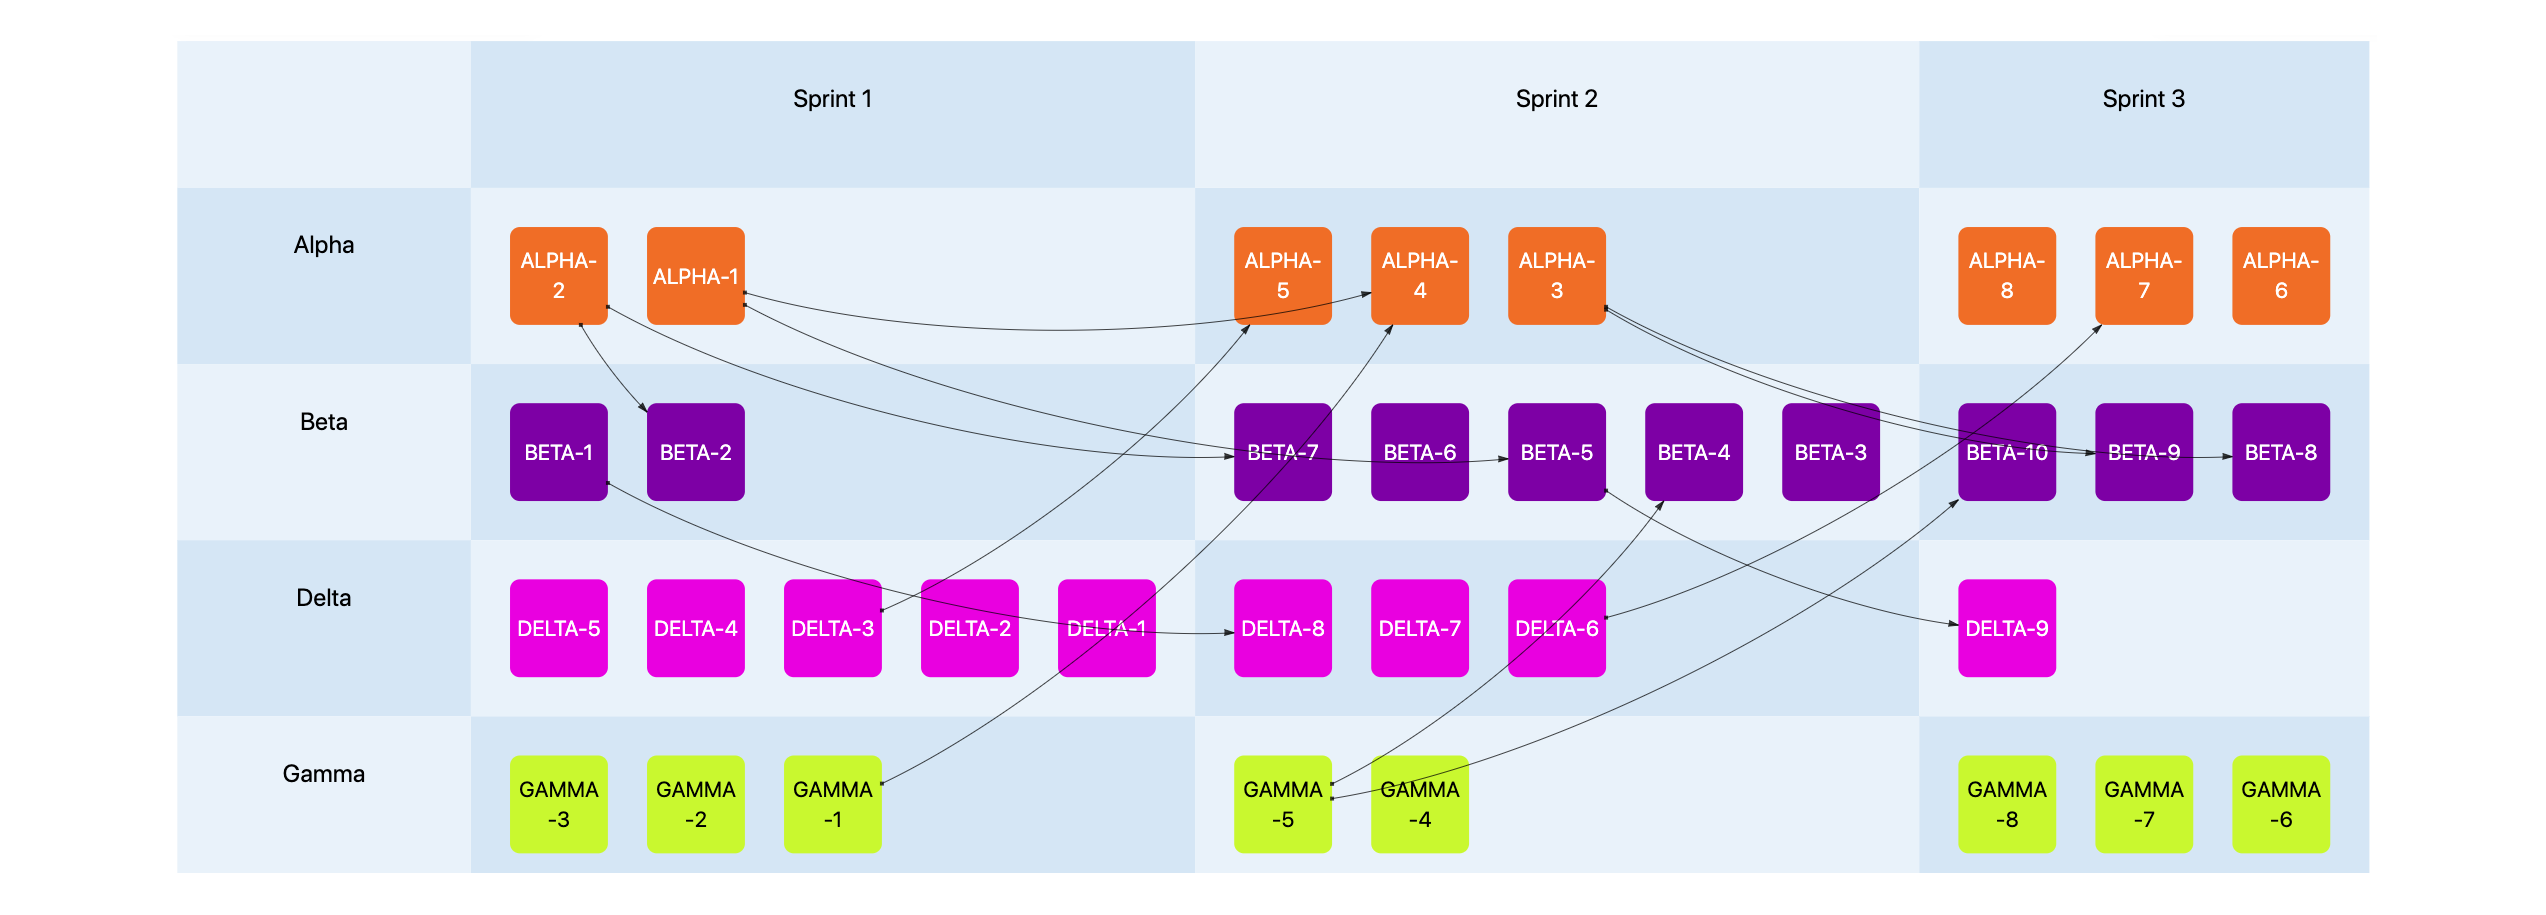 Sprint 1
Sprint 2
Sprint 3
Alpha
ALPHA-
2
ALPHA-1
ALPHA-
5
ALPHA-
4
ALPHA-
3
ALPHA-
8
ALPHA-
7
ALPHA-
6
Beta
BETA-1
BETA-2
BETA-7
BETA-6
BETA-5
BETA-4
BETA-3
BETA-10
BETA-9
BETA-8
Delta
DELTA-5
DELTA-4
DELTA-3
DELTA-2
DELTA-1
DELTA-8
DELTA-7
DELTA-6
DELTA-9
Gamma
GAMMA
-3
GAMMA
-2
GAMMA
-1
GAMMA
-5
GAMMA
-4
GAMMA
-8
GAMMA
-7
GAMMA
-6